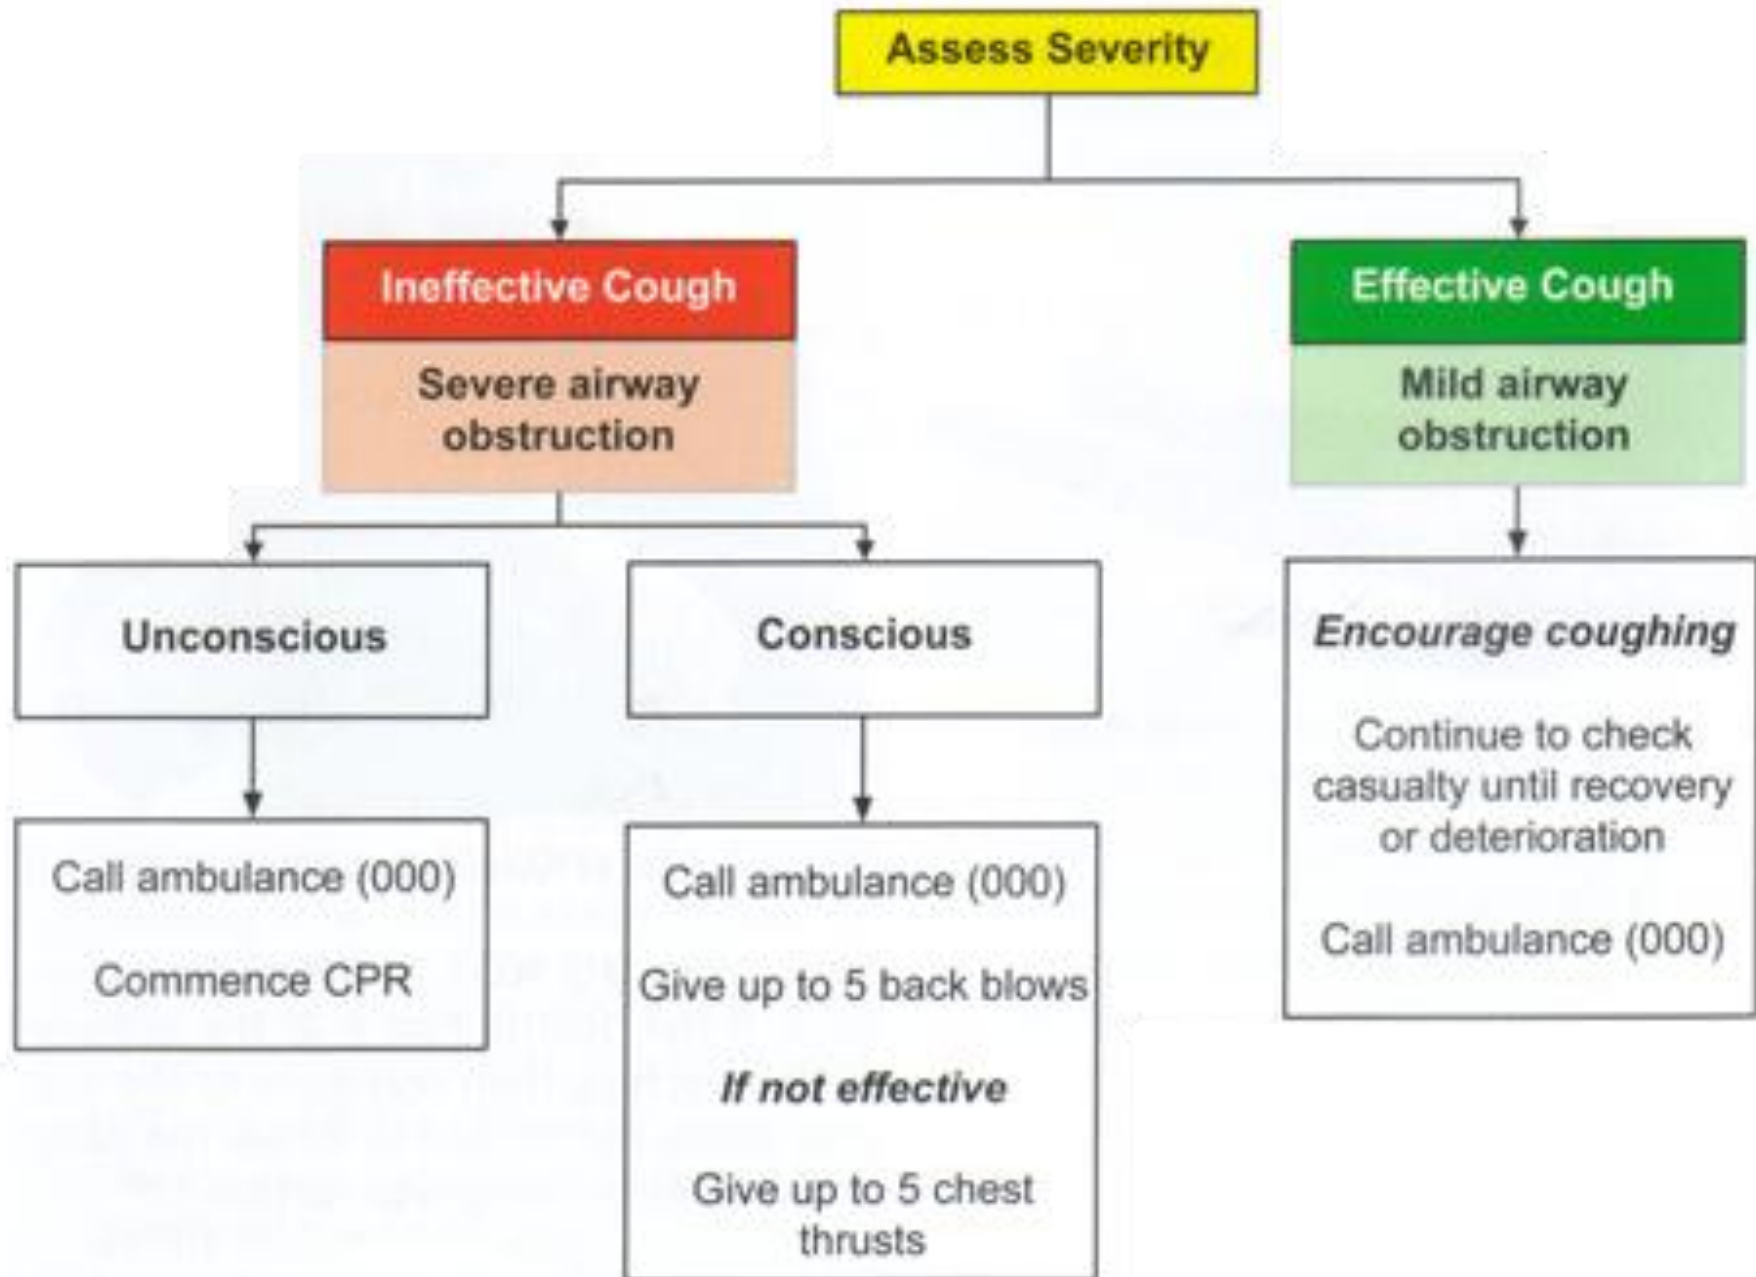 Assess Severity
Ineffective Cough
Severe airway
obstruction
Effective Cough
Mild airway
obstruction
Unconscious
Conscious
Call ambulance (000)
Commence CPR
Call ambulance (000)
Give up to 5 back blows
If not effective
Give up to 5 chest
thrusts
Encourage coughing
Continue to check
casualty until recovery
or deterioration
Call ambulance (000)